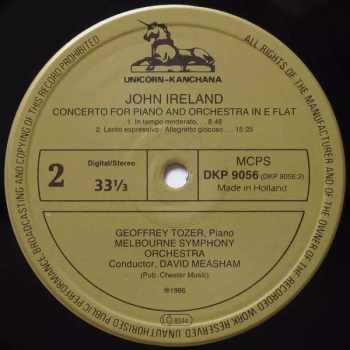 UNICORN-KANCHANA
JOHN IRELAND
CONCERTO FOR PIANO AND ORCHESTRA IN E FLAT
1. In tempo moderato . . 8:48
2. Lento espressivo - Allegretto giocoso . . . 15:25
2
Digital/Stereo
33⅓
MCPS
DKP 9056 (DKP 9056:2)
Made in Holland
GEOFFREY TOZER, Piano
MELBOURNE SYMPHONY
ORCHESTRA
Conductor, DAVID MEASHAM
(Pub. Chester Music)
℗1986
ALL RIGHTS OF THE MANUFACTURER AND OF THE OWNER OF THE RECORDED WORK RESERVED UNAUTHORISED PUBLIC PERFORMANCE, BROADCASTING AND COPYING OF THIS RECORD PROHIBITED